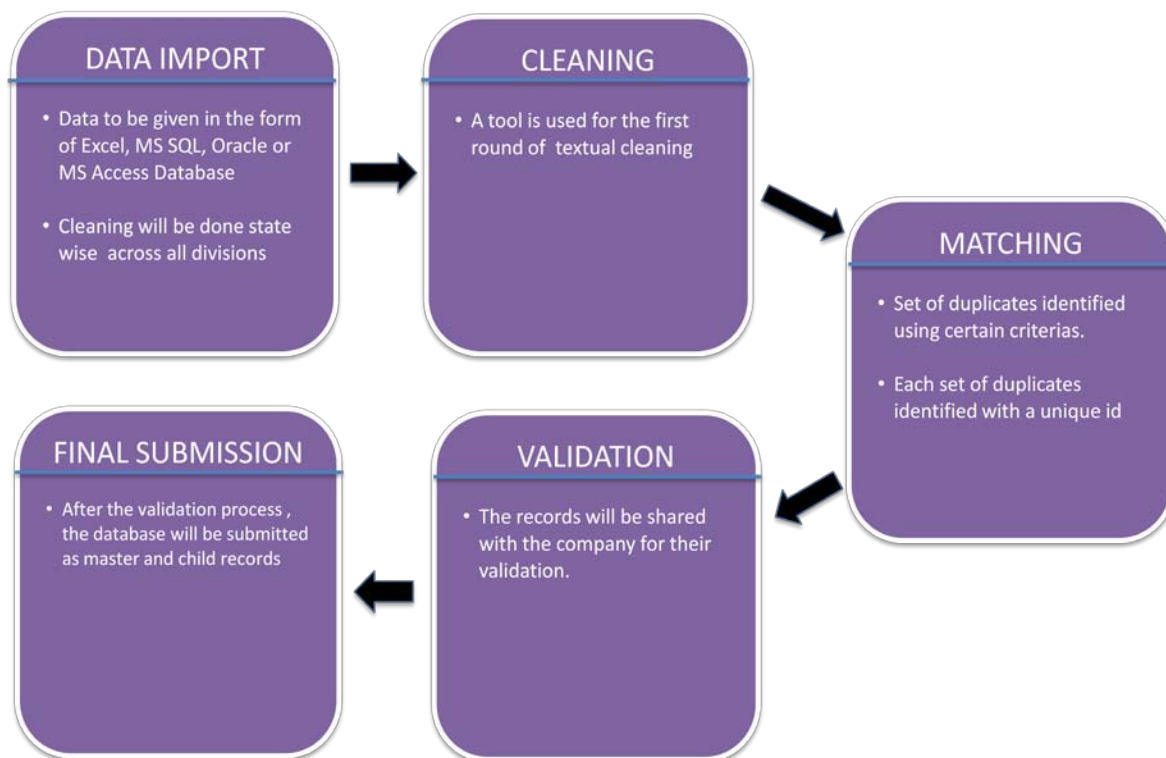 DATA IMPORT
• Data to be given in the form
of Excel, MS SQL, Oracle or
MS Access Database
• Cleaning will be done state
wise across all divisions
CLEANING
• A tool is used for the first
round of textual cleaning
MATCHING
• Set of duplicates identified
using certain criterias.
• Each set of duplicates
identified with a unique id
VALIDATION
• The records will be shared
with the company for their
validation.
FINAL SUBMISSION
• After the validation process ,
the database will be submitted
as master and child records